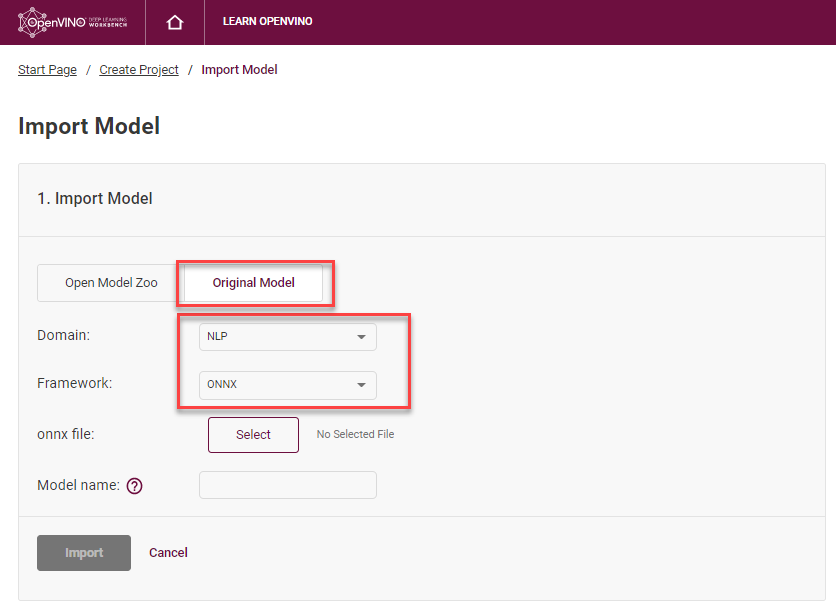 OpenVINO DEEP LEARNING WORKBENCH LEARN OPENVINO
Start Page / Create Project / Import Model
Import Model
1. Import Model
Open Model Zoo Original Model
Domain: NLP
Framework: ONNX
onnx file: Select No Selected File
Model name: ?
Import Cancel